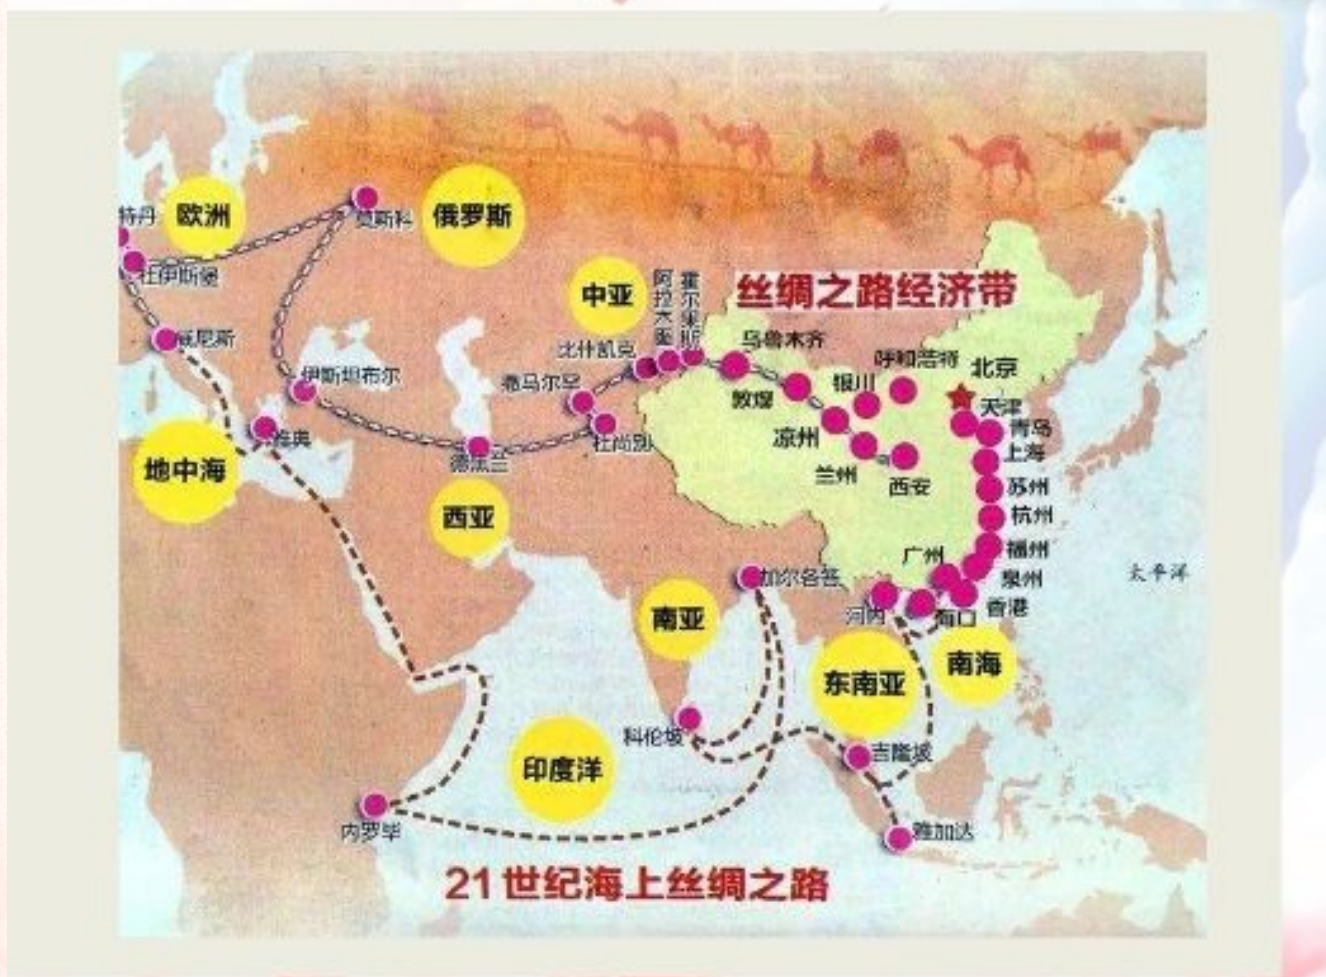 特丹
欧洲
莫斯科
俄罗斯
杜伊斯堡
威尼斯
中亚
阿拉木图
霍尔果斯
丝绸之路经济带
比什凯克
乌鲁木齐
呼和浩特
北京
伊斯坦布尔
撒马尔罕
敦煌
银川
天津
雅典
杜尚别
凉州
青岛
德黑兰
上海
地中海
兰州
西安
苏州
西亚
杭州
广州
福州
太平洋
加尔各答
泉州
南亚
河内
海口
香港
东南亚
南海
科伦坡
吉隆坡
印度洋
内罗毕
雅加达
21世纪海上丝绸之路